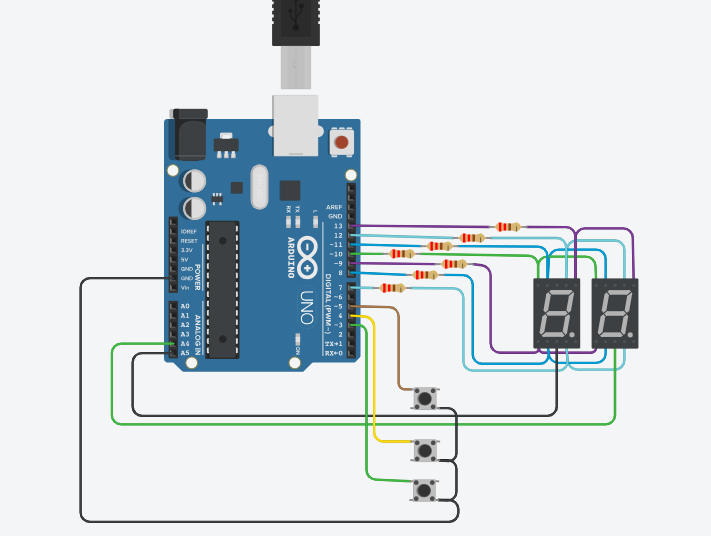 AREF
GND
13
12
~11
~10
~9
8
7
~6
~5
4
~3
2
TX→1
RX←0
DIGITAL (PWM~)
IOREF
RESET
3.3V
5V
GND
GND
Vin
POWER
A0
A1
A2
A3
A4
A5
ANALOG IN
RX
TX
L
ARDUINO
UNO
ON